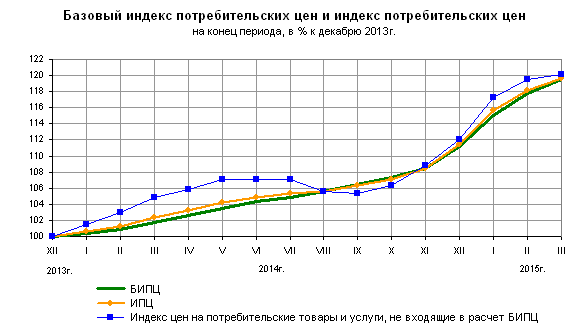 Базовый индекс потребительских цен и индекс потребительских цен
на конец периода, в % к декабрю 2013г.
122
120
118
116
114
112
110
108
106
104
102
100
XII I II III IV V VI VII VIII IX X XI XII I II III
2013г. 2014г. 2015г.
БИПЦ
ИПЦ
Индекс цен на потребительские товары и услуги, не входящие в расчет БИПЦ